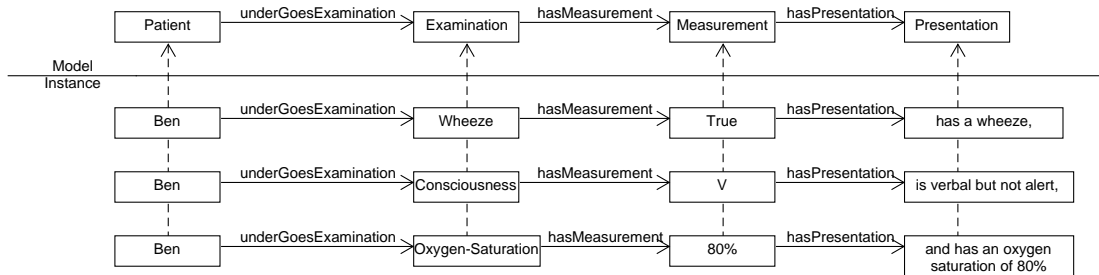 Patient underGoesExamination Examination hasMeasurement Measurement hasPresentation Presentation
Model
Instance
Ben underGoesExamination Wheeze hasMeasurement True hasPresentation has a wheeze,
Ben underGoesExamination Consciousness hasMeasurement V hasPresentation is verbal but not alert,
Ben underGoesExamination Oxygen-Saturation hasMeasurement 80% hasPresentation and has an oxygen
saturation of 80%